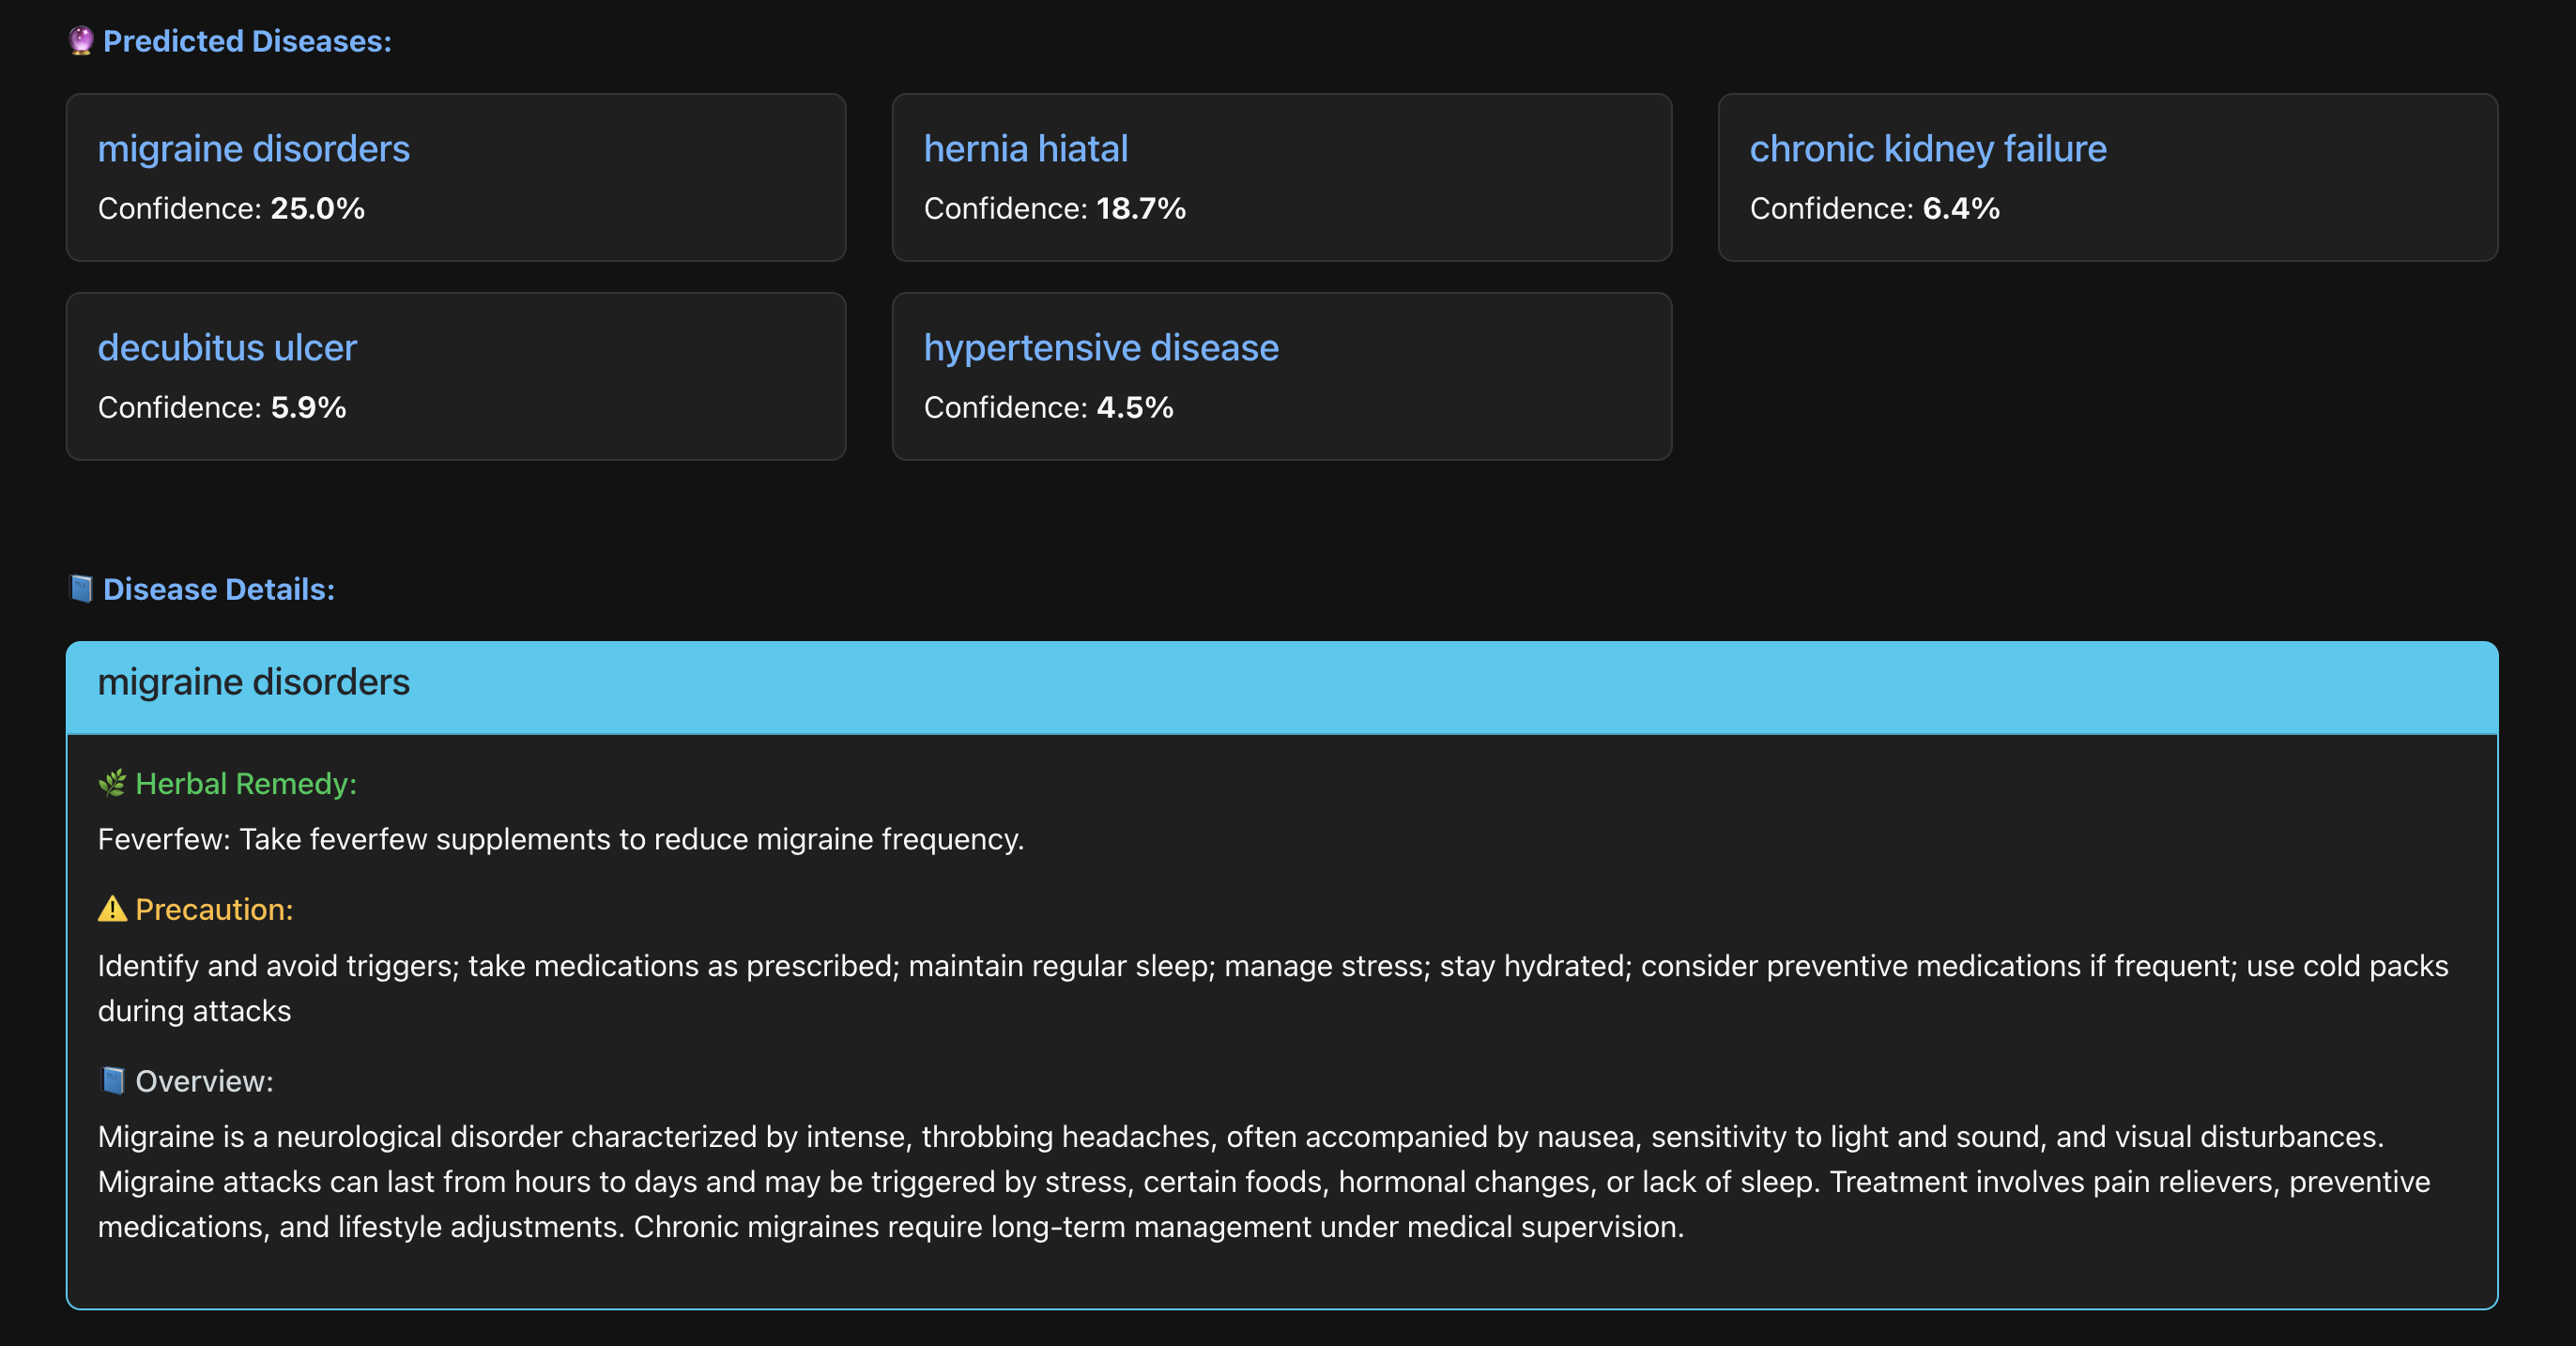 🔮 Predicted Diseases:
migraine disorders
Confidence: 25.0%
hernia hiatal
Confidence: 18.7%
chronic kidney failure
Confidence: 6.4%
decubitus ulcer
Confidence: 5.9%
hypertensive disease
Confidence: 4.5%
📘 Disease Details:
migraine disorders
🌿 Herbal Remedy:
Feverfew: Take feverfew supplements to reduce migraine frequency.
⚠️ Precaution:
Identify and avoid triggers; take medications as prescribed; maintain regular sleep; manage stress; stay hydrated; consider preventive medications if frequent; use cold packs
during attacks
📘 Overview:
Migraine is a neurological disorder characterized by intense, throbbing headaches, often accompanied by nausea, sensitivity to light and sound, and visual disturbances.
Migraine attacks can last from hours to days and may be triggered by stress, certain foods, hormonal changes, or lack of sleep. Treatment involves pain relievers, preventive
medications, and lifestyle adjustments. Chronic migraines require long-term management under medical supervision.